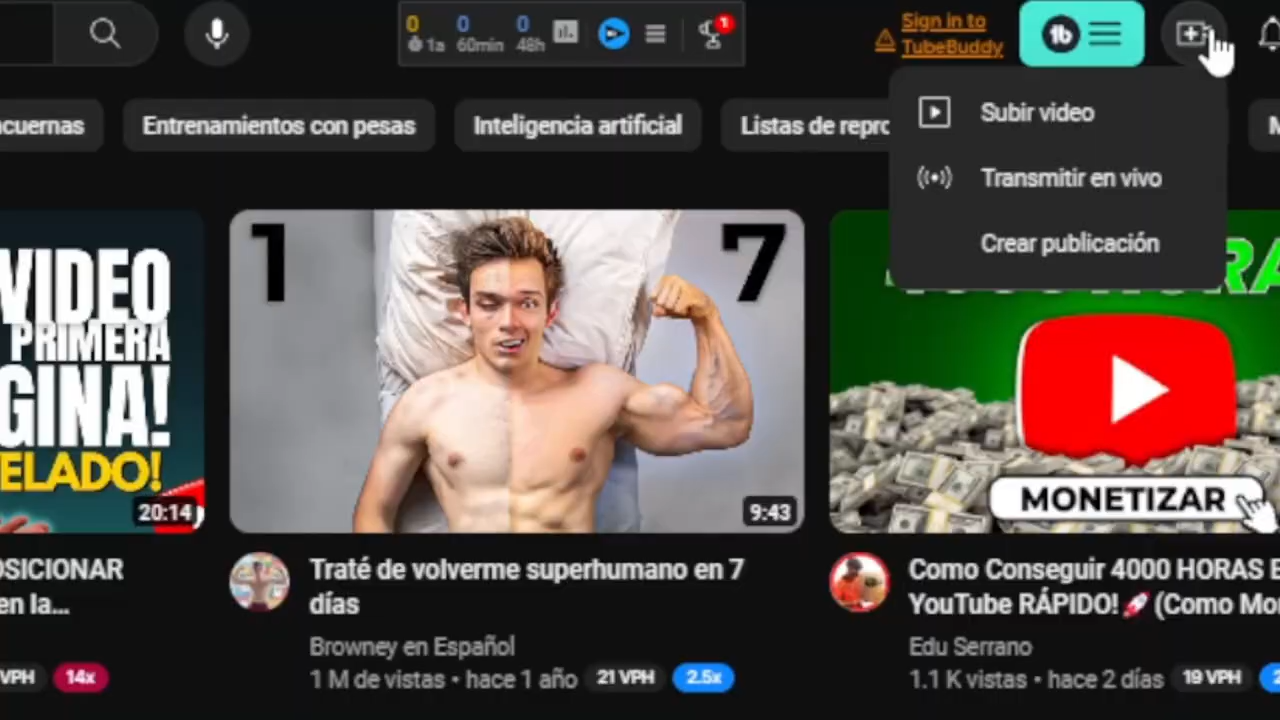 0 0 0
1a 60min 48h
1
Sign in to
TubeBuddy
tb
Subir video
Transmitir en vivo
Crear publicación
cuernas
Entrenamientos con pesas
Inteligencia artificial
Listas de repro
VIDEO
PRIMERA
GINA!
ELADO!
20:14
1 7
9:43
MONETIZAR
OSICIONAR
en la...
VPH 14x
Traté de volverme superhumano en 7
días
Browney en Español
1 M de vistas • hace 1 año 21 VPH 2.5x
Como Conseguir 4000 HORAS E
YouTube RÁPIDO!🚀 (Como Mo
Edu Serrano
1.1 K vistas • hace 2 días 19 VPH